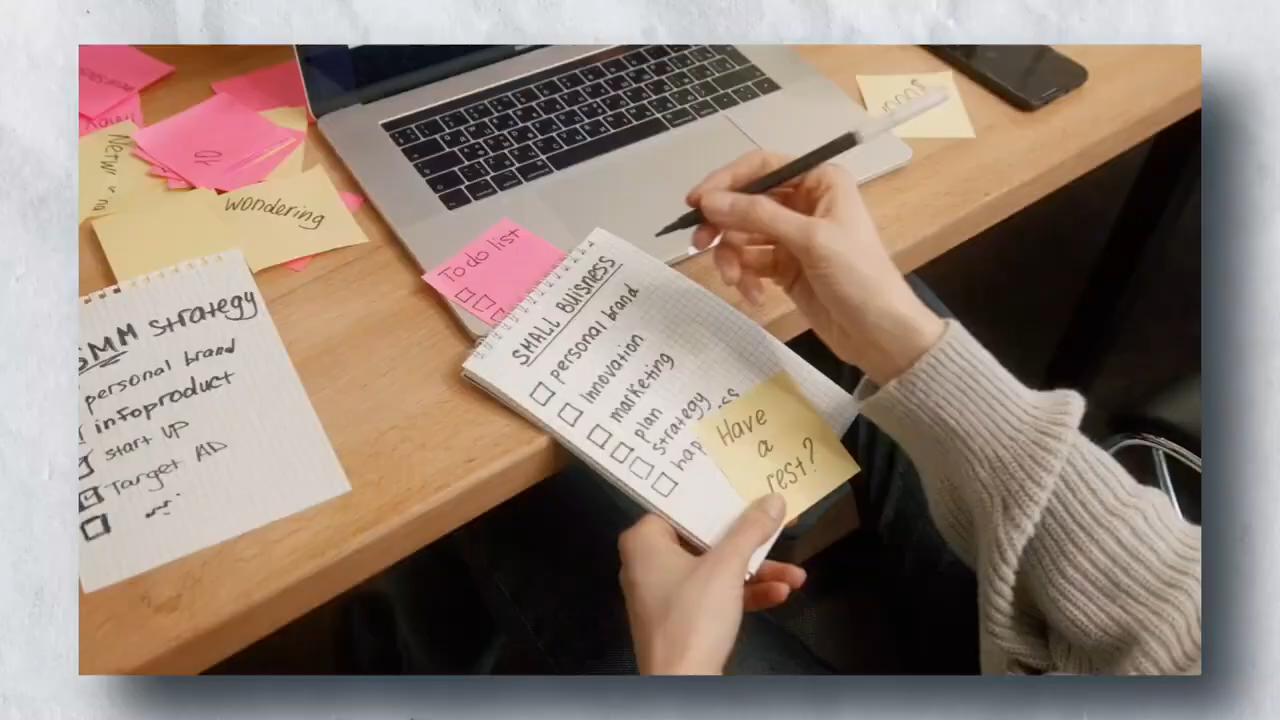 wondering
SMM strategy
personal brand
infoproduct
start UP
Target AD
To do list
SMALL BUISNESS
personal brand
Innovation
marketing
plan
strategy
Have
a
rest?